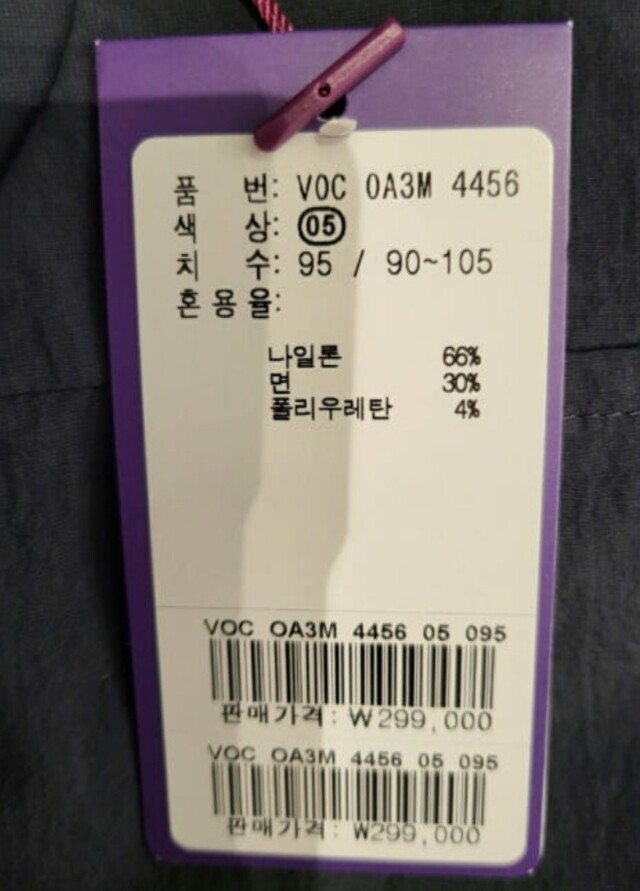 품 번: VOC 0A3M 4456
색 상: 05
치 수: 95 / 90~105
혼용율:
나일론 66%
면 30%
폴리우레탄 4%
VOC OA3M 4456 05 095
판매가격: ₩299,000
VOC OA3M 4456 05 095
판매가격: ₩299,000